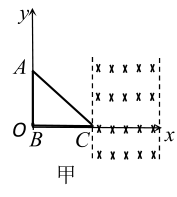 y
A
O B C x
× × × × ×
× × × × ×
× × × × ×
× × × × ×
甲